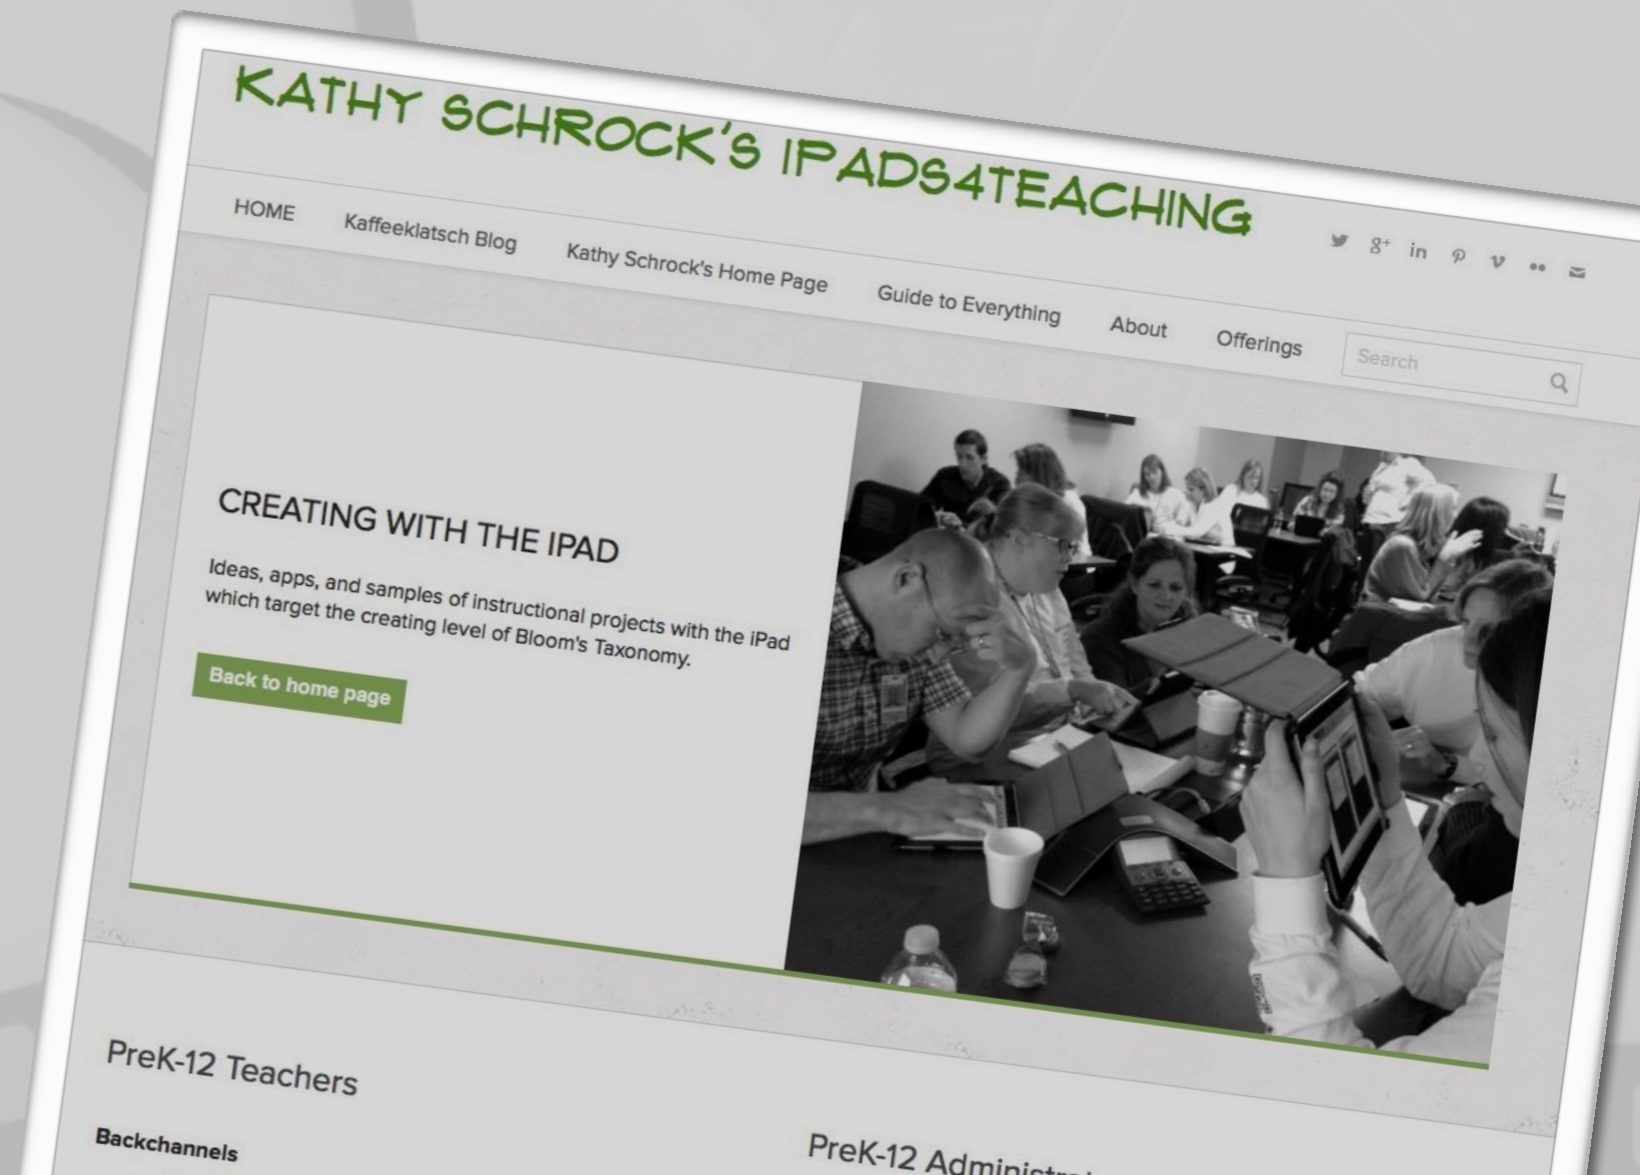 KATHY SCHROCK'S IPADS4TEACHING
HOME Kaffeeklatsch Blog Kathy Schrock's Home Page Guide to Everything About Offerings Search
CREATING WITH THE IPAD
Ideas, apps, and samples of instructional projects with the iPad
which target the creating level of Bloom's Taxonomy.
Back to home page
PreK-12 Teachers
Backchannels
PreK-12